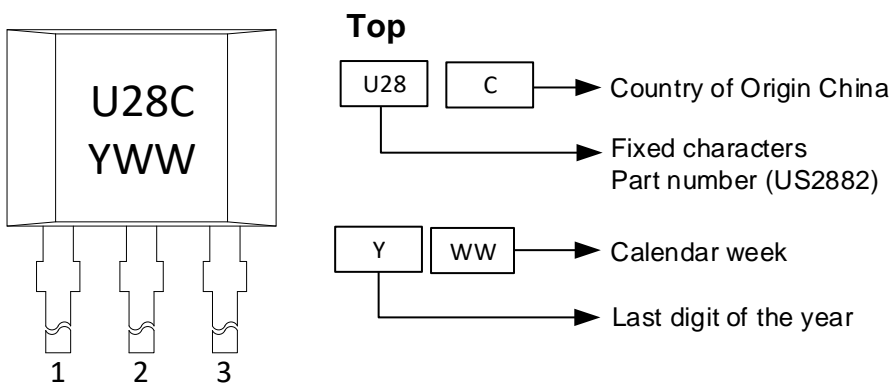 U28C
YWW
1 2 3
Top
U28 C
Country of Origin China
Fixed characters
Part number (US2882)
Y WW
Calendar week
Last digit of the year